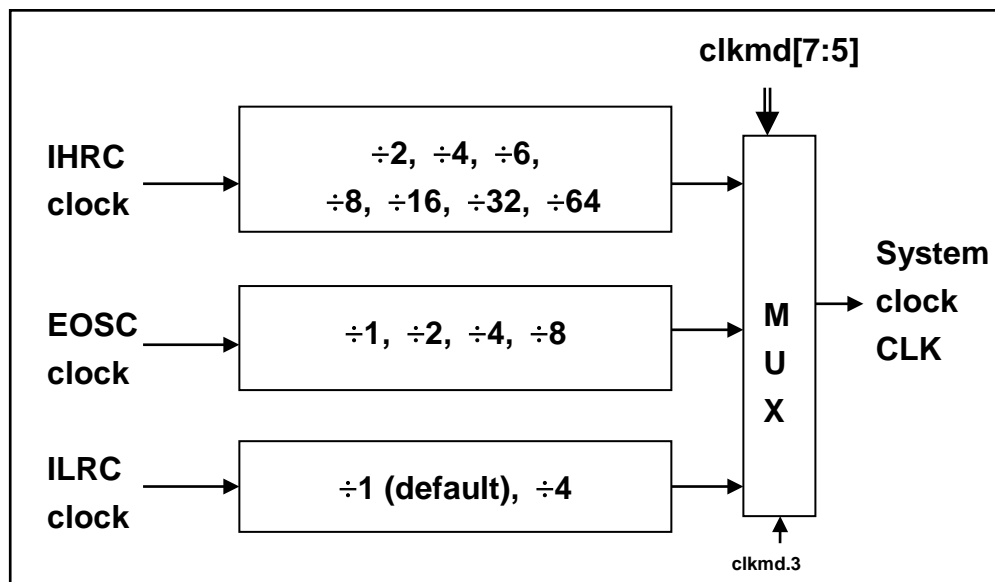 clkmd[7:5]
IHRC
clock
÷2, ÷4, ÷6,
÷8, ÷16, ÷32, ÷64
EOSC
clock
÷1, ÷2, ÷4, ÷8
ILRC
clock
÷1 (default), ÷4
M
U
X
System
clock
CLK
clkmd.3